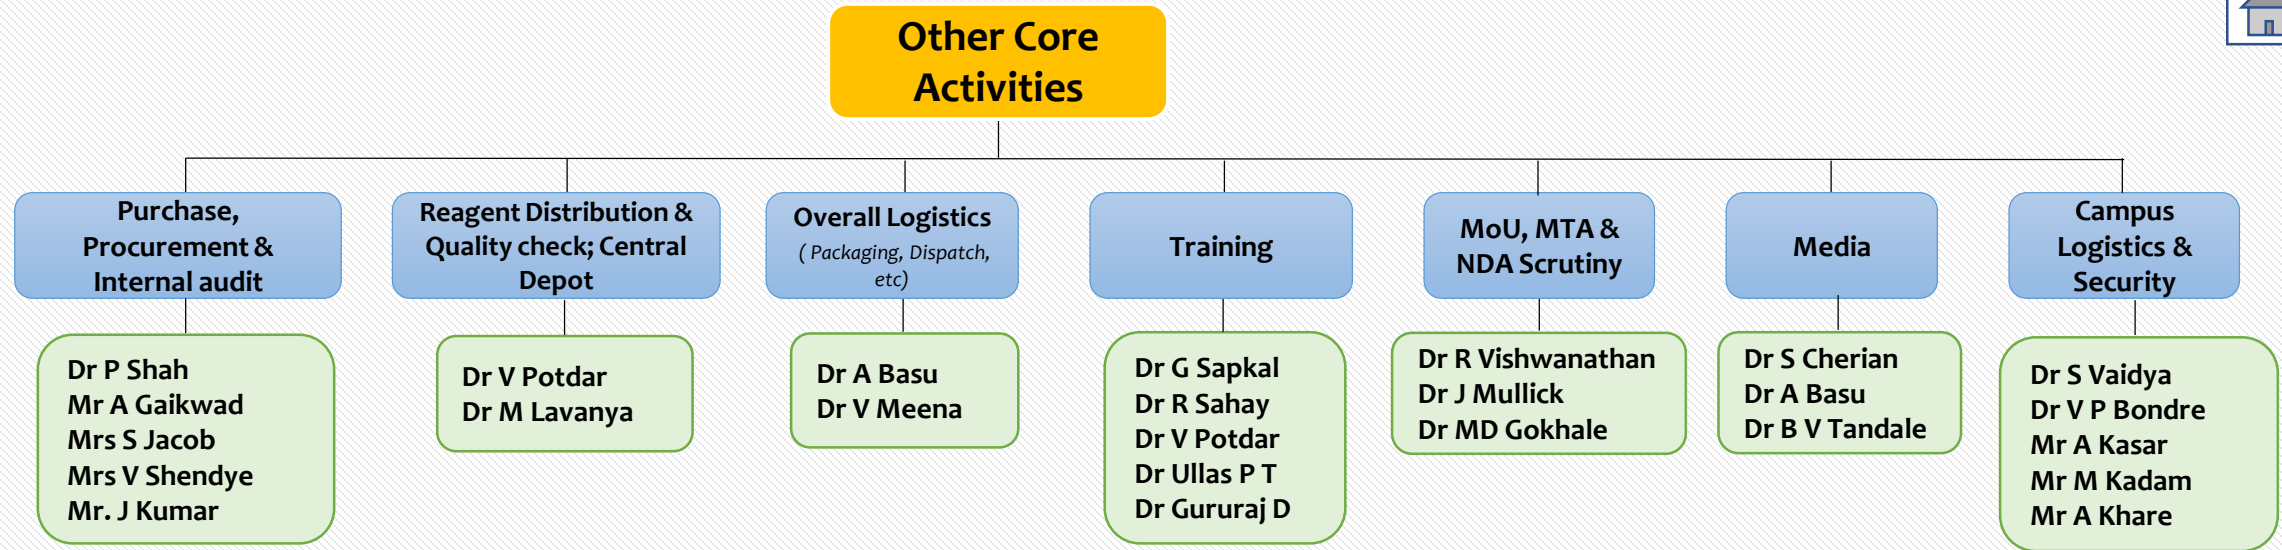 Other Core
Activities
Purchase,
Procurement &
Internal audit
Dr P Shah
Mr A Gaikwad
Mrs S Jacob
Mrs V Shendye
Mr. J Kumar
Reagent Distribution &
Quality check; Central
Depot
Dr V Potdar
Dr M Lavanya
Overall Logistics
( Packaging, Dispatch,
etc)
Dr A Basu
Dr V Meena
Training
Dr G Sapkal
Dr R Sahay
Dr V Potdar
Dr Ullas P T
Dr Gururaj D
MoU, MTA &
NDA Scrutiny
Dr R Vishwanathan
Dr J Mullick
Dr MD Gokhale
Media
Dr S Cherian
Dr A Basu
Dr B V Tandale
Campus
Logistics &
Security
Dr S Vaidya
Dr V P Bondre
Mr A Kasar
Mr M Kadam
Mr A Khare